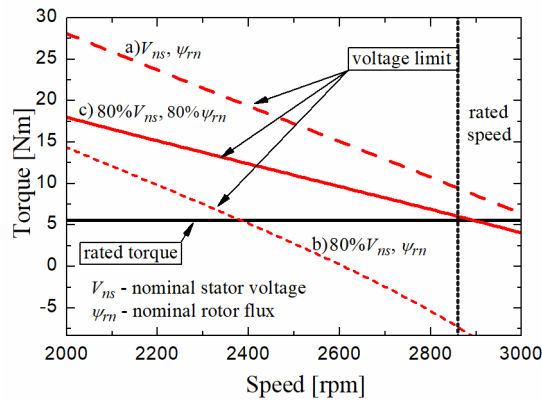 30
25
20
15
10
5
0
-5
Torque [Nm]
a)Vns, ψrn
voltage limit
c) 80%Vns, 80%ψrn
rated
speed
rated torque
b)80%Vns, ψrn
Vns - nominal stator voltage
ψrn - nominal rotor flux
2000 2200 2400 2600 2800 3000
Speed [rpm]